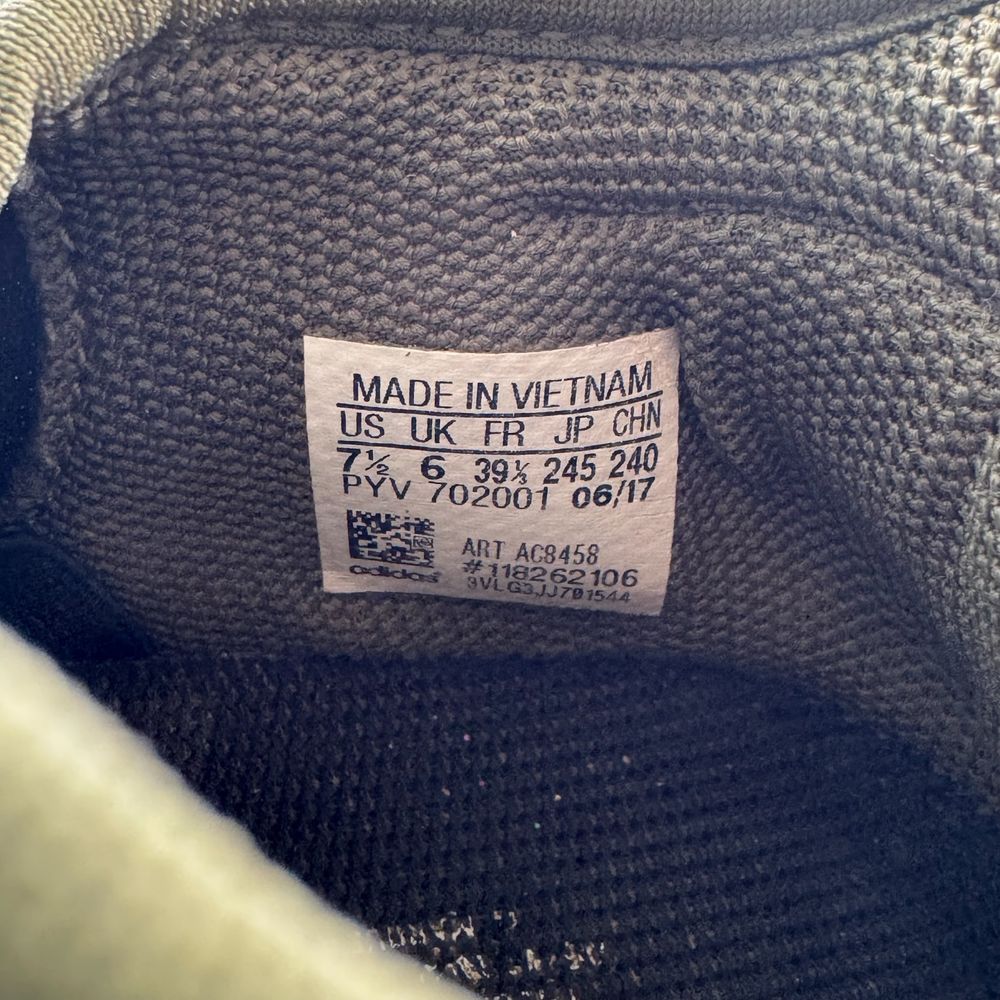 MADE IN VIETNAM
US UK FR JP CHN
7½ 6 39⅓ 245 240
PYV 702001 06/17
ART AC8458
#118262106
adidas